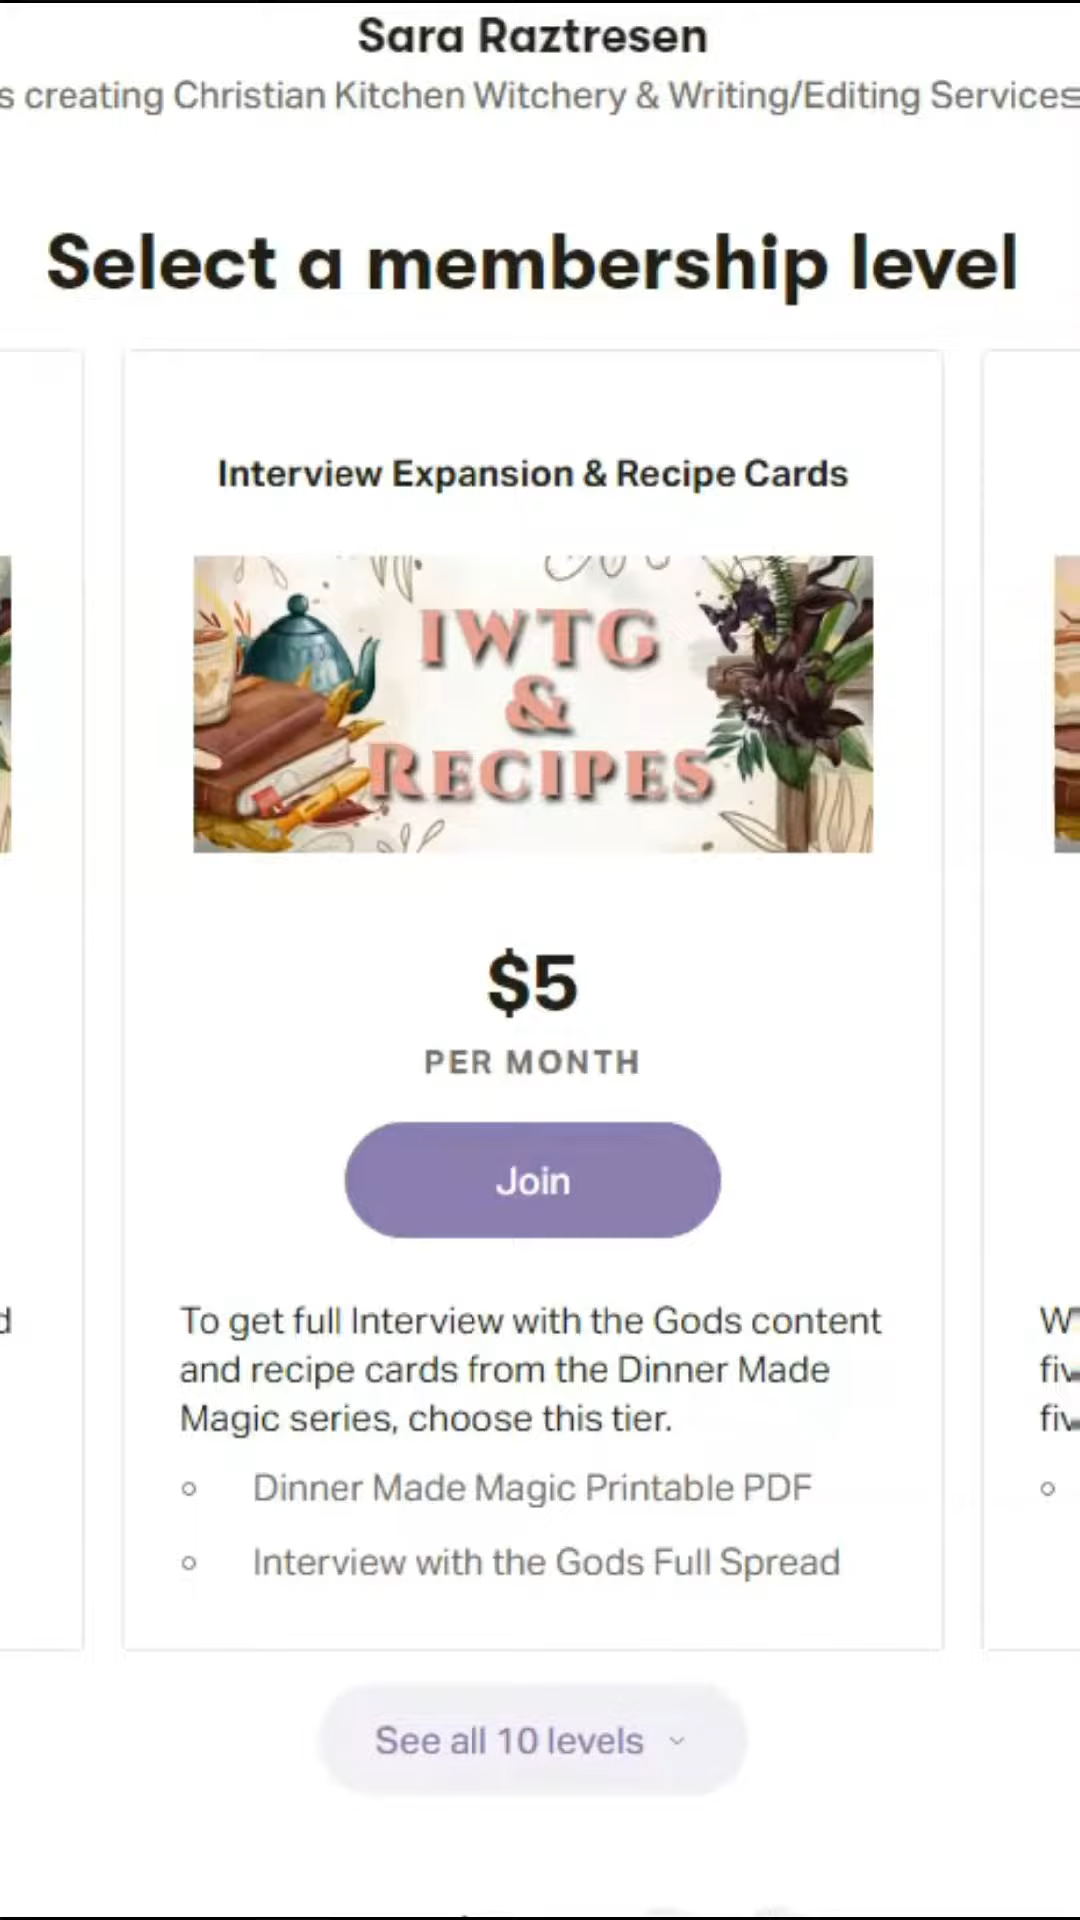 Sara Raztresen
s creating Christian Kitchen Witchery & Writing/Editing Services
Select a membership level
Interview Expansion & Recipe Cards
IWTG
&
RECIPES
$5
PER MONTH
Join
To get full Interview with the Gods content
and recipe cards from the Dinner Made
Magic series, choose this tier.
Dinner Made Magic Printable PDF
Interview with the Gods Full Spread
See all 10 levels